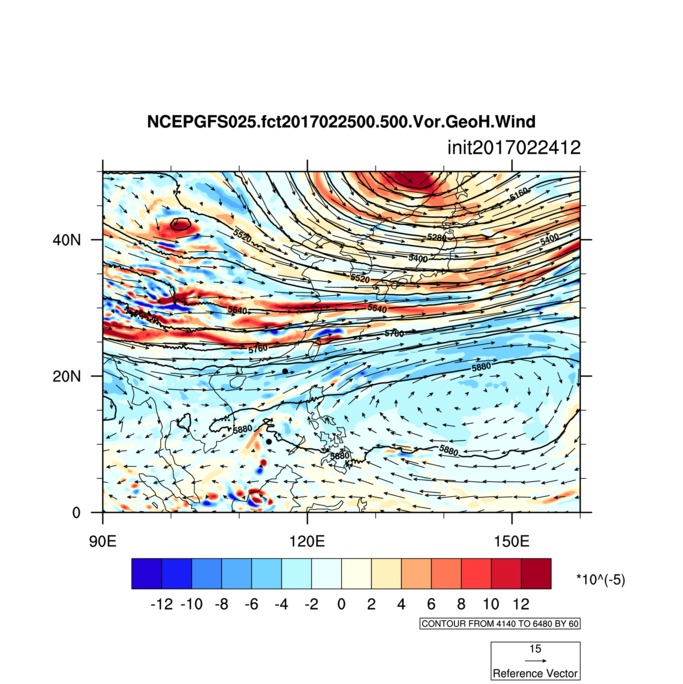 NCEPGFS025.fct2017022500.500.Vor.GeoH.Wind
init2017022412
5160
5520
5280
5400
5400
5520
5640
5640
5760
5760
5880
5880
5880
5880
40N
20N
0
90E 120E 150E
-12 -10 -8 -6 -4 -2 0 2 4 6 8 10 12
*10^(-5)
CONTOUR FROM 4140 TO 6480 BY 60
15
Reference Vector